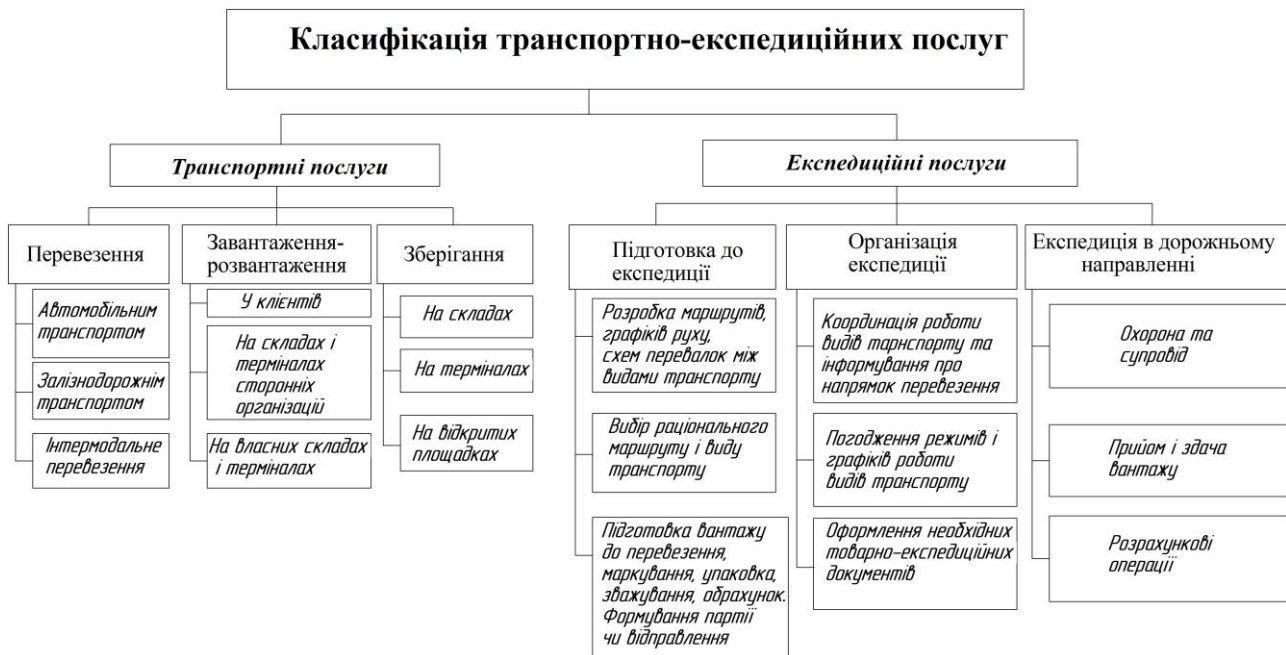 Класифікація транспортно-експедиційних послуг
Транспортні послуги
Експедиційні послуги
Перевезення
Автомобільним
транспортом
Залізнодорожнім
транспортом
Інтермодальне
перевезення
Завантаження-
розвантаження
У клієнтів
На складах і
терміналах
сторонніх
організацій
На власних складах
і терміналах
Зберігання
На складах
На терміналах
На відкритих
площадках
Підготовка до
експедиції
Розробка маршрутів,
графіків руху,
схем перевалок між
видами транспорту
Вибір раціонального
маршруту і виду
транспорту
Підготовка вантажу
до перевезення,
маркування, упаковка,
зважування, обрахунок.
Формування партії
чи відправлення
Організація
експедиції
Координація роботи
видів тарнспорту та
інформування про
напрямок перевезення
Погодження режимів і
графіків роботи
видів транспорту
Оформлення необхідних
товарно-експедиційних
документів
Експедиція в дорожньому
направленні
Охорона та
супровід
Прийом і здача
вантажу
Розрахункові
операції